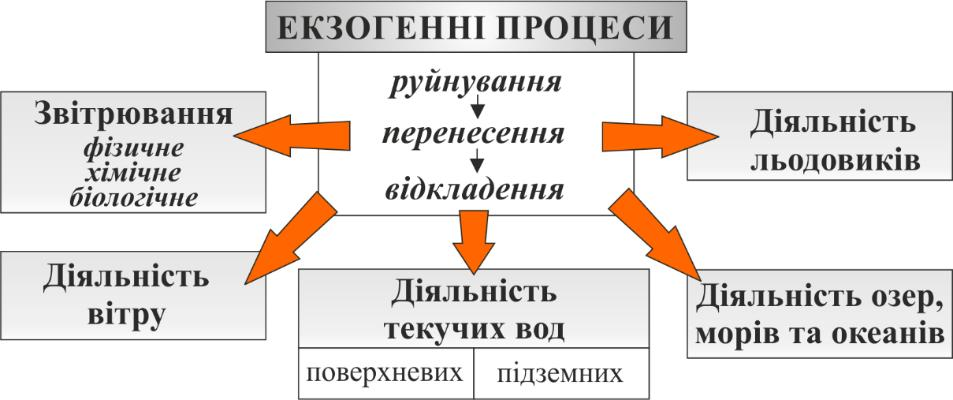 ЕКЗОГЕННІ ПРОЦЕСИ
руйнування
перенесення
відкладення
Звітрювання
фізичне
хімічне
біологічне
Діяльність
льодовиків
Діяльність
вітру
Діяльність
текучих вод
поверхневих
підземних
Діяльність озер,
морів та океанів